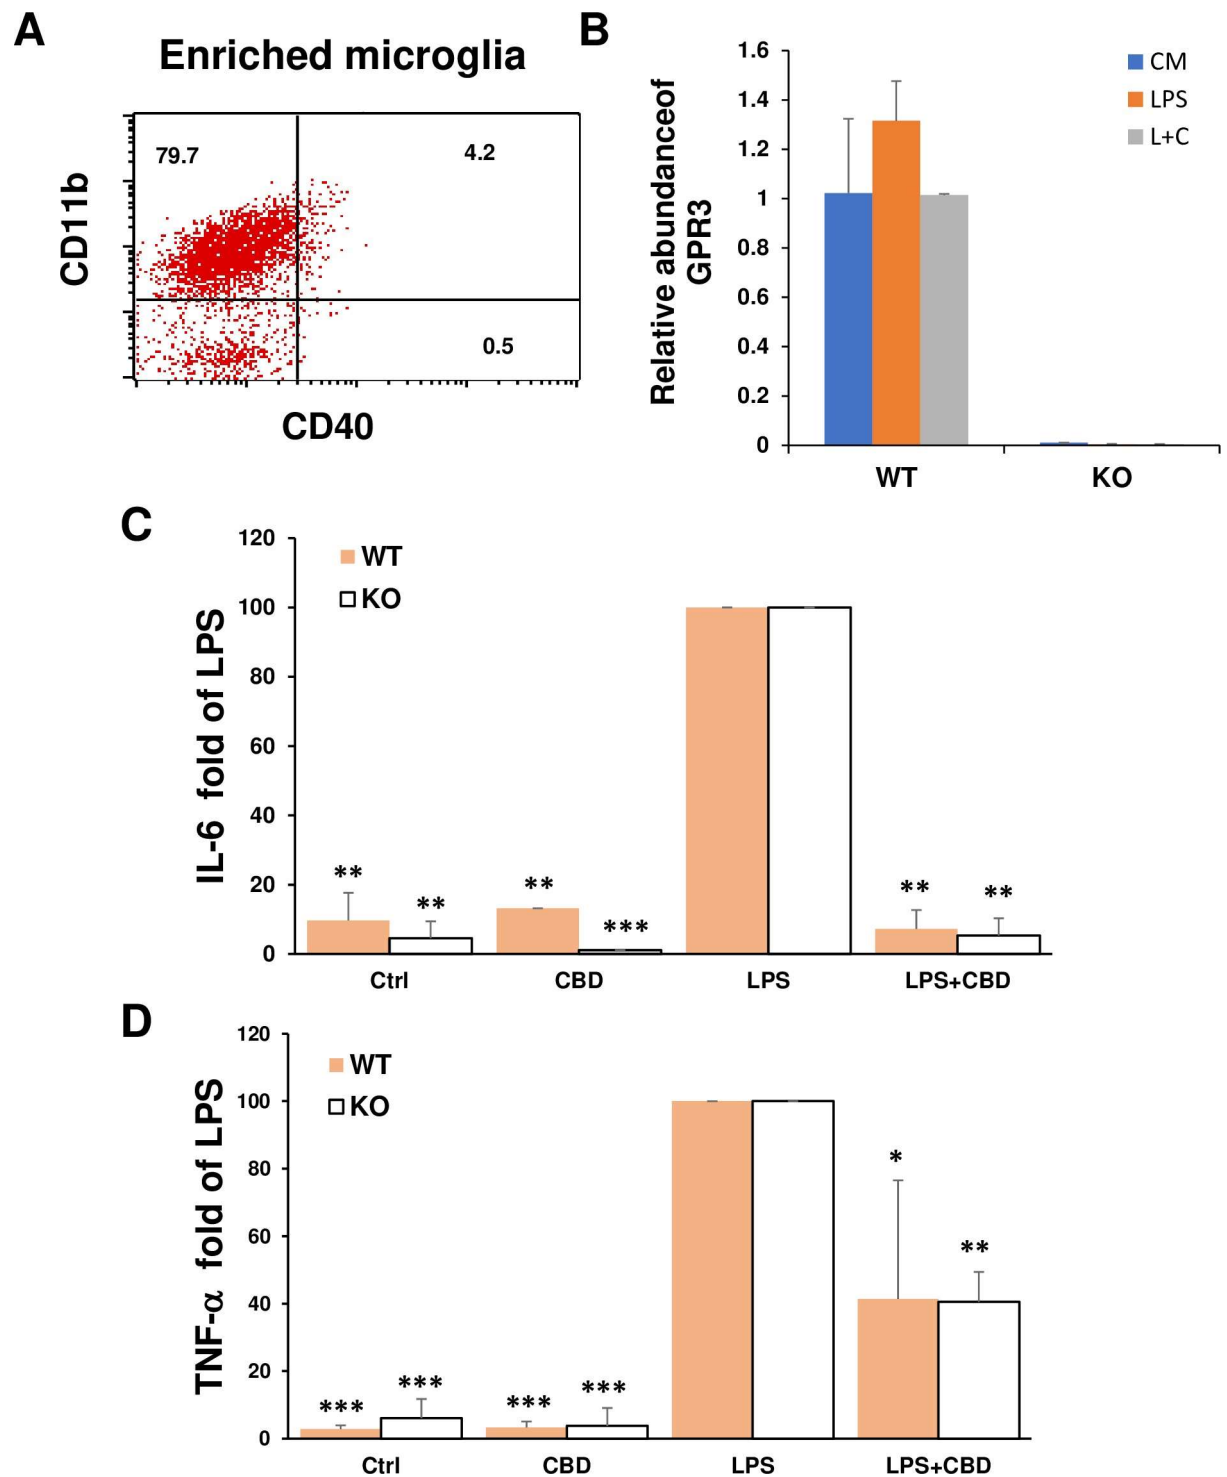 A
Enriched microglia
79.7
4.2
0.5
CD11b
CD40
B
1.6
1.4
1.2
1
0.8
0.6
0.4
0.2
0
Relative abundanceof
GPR3
CM
LPS
L+C
WT
KO
C
120
100
80
60
40
20
0
IL-6 fold of LPS
WT
KO
**
**
**
***
**
**
Ctrl
CBD
LPS
LPS+CBD
D
120
100
80
60
40
20
0
TNF-α fold of LPS
WT
KO
***
***
***
***
*
**
Ctrl
CBD
LPS
LPS+CBD